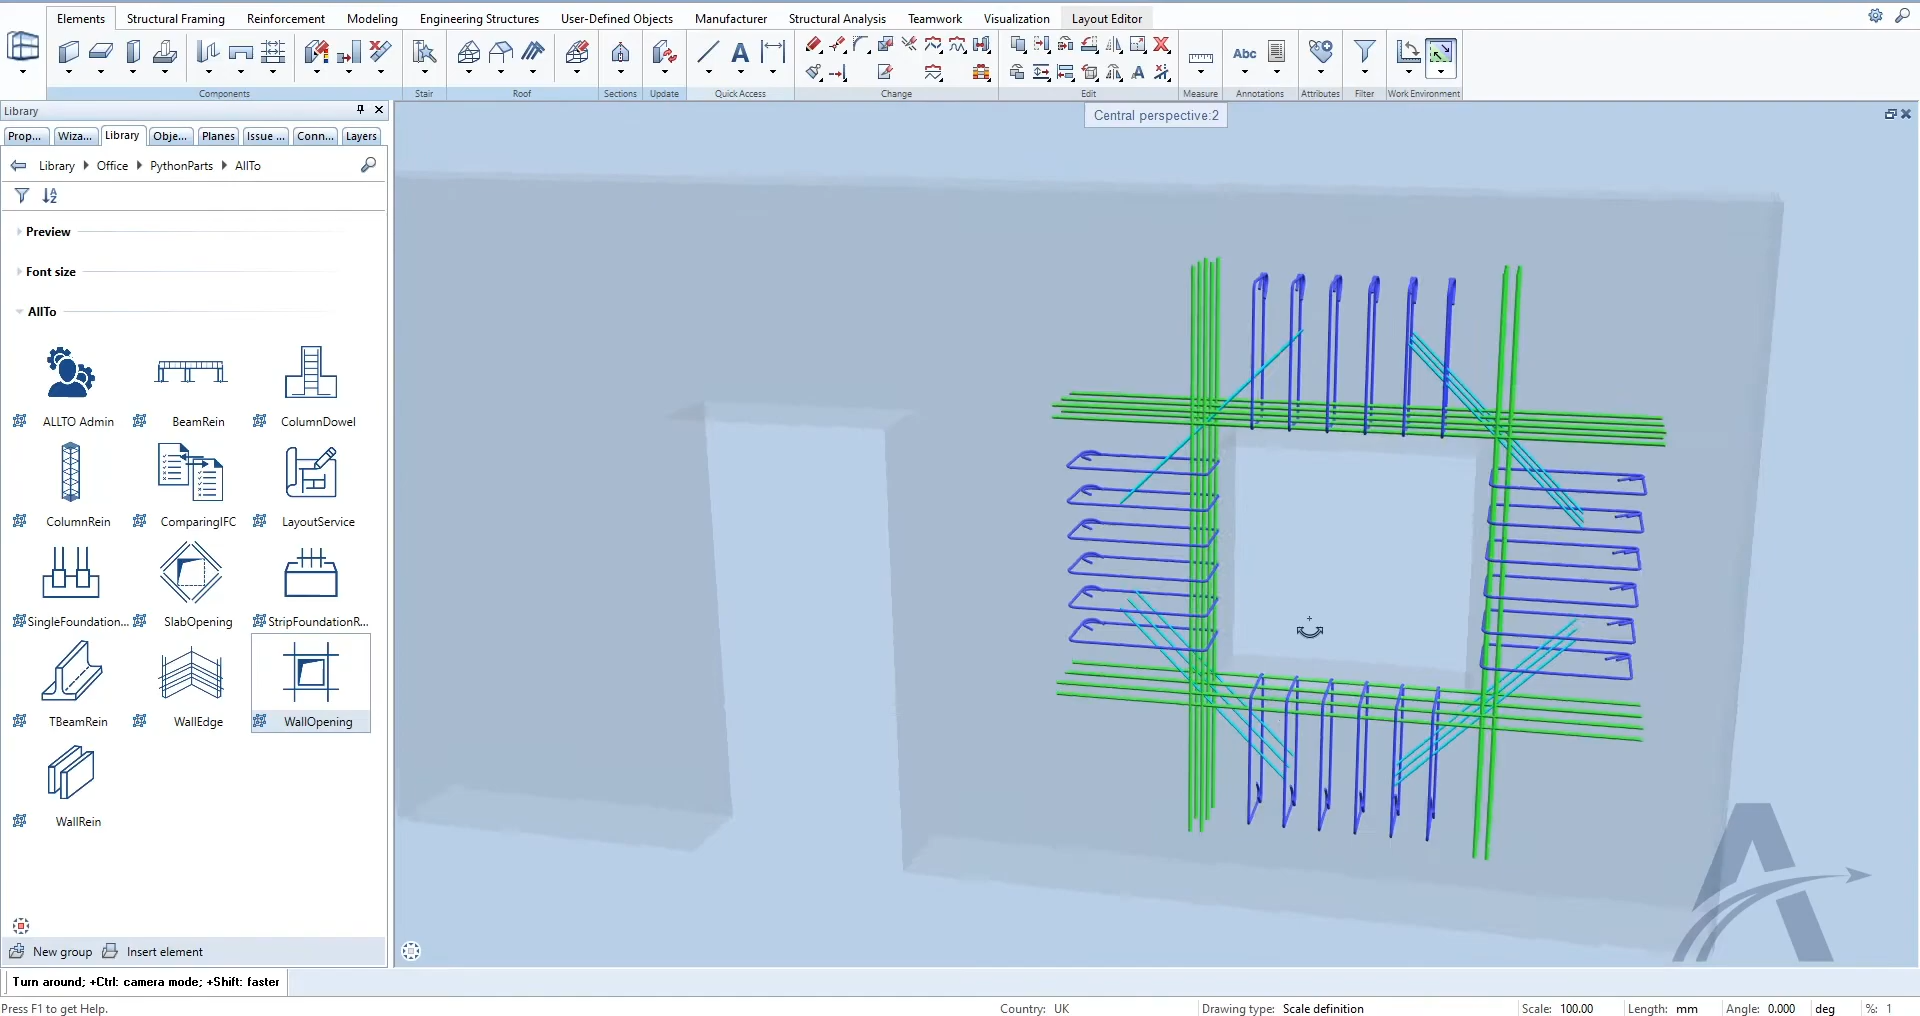 Elements Structural Framing Reinforcement Modeling Engineering Structures User-Defined Objects Manufacturer Structural Analysis Teamwork Visualization Layout Editor
Abc
Components Stair Roof Sections Update Quick Access Change Edit Measure Annotations Attributes Filter Work Environment
Library
Prop... Wiza... Library Obje... Planes Issue ... Conn... Layers
Library Office PythonParts AllTo
Preview
Font size
AllTo
ALLTO Admin BeamRein ColumnDowel
ColumnRein ComparingIFC LayoutService
SingleFoundation... SlabOpening StripFoundationR...
TBeamRein WallEdge WallOpening
WallRein
New group Insert element
Central perspective:2
Turn around; +Ctrl: camera mode; +Shift: faster
Press F1 to get Help. Country: UK Drawing type: Scale definition Scale: 100.00 Length: mm Angle: 0.000 deg %: 1